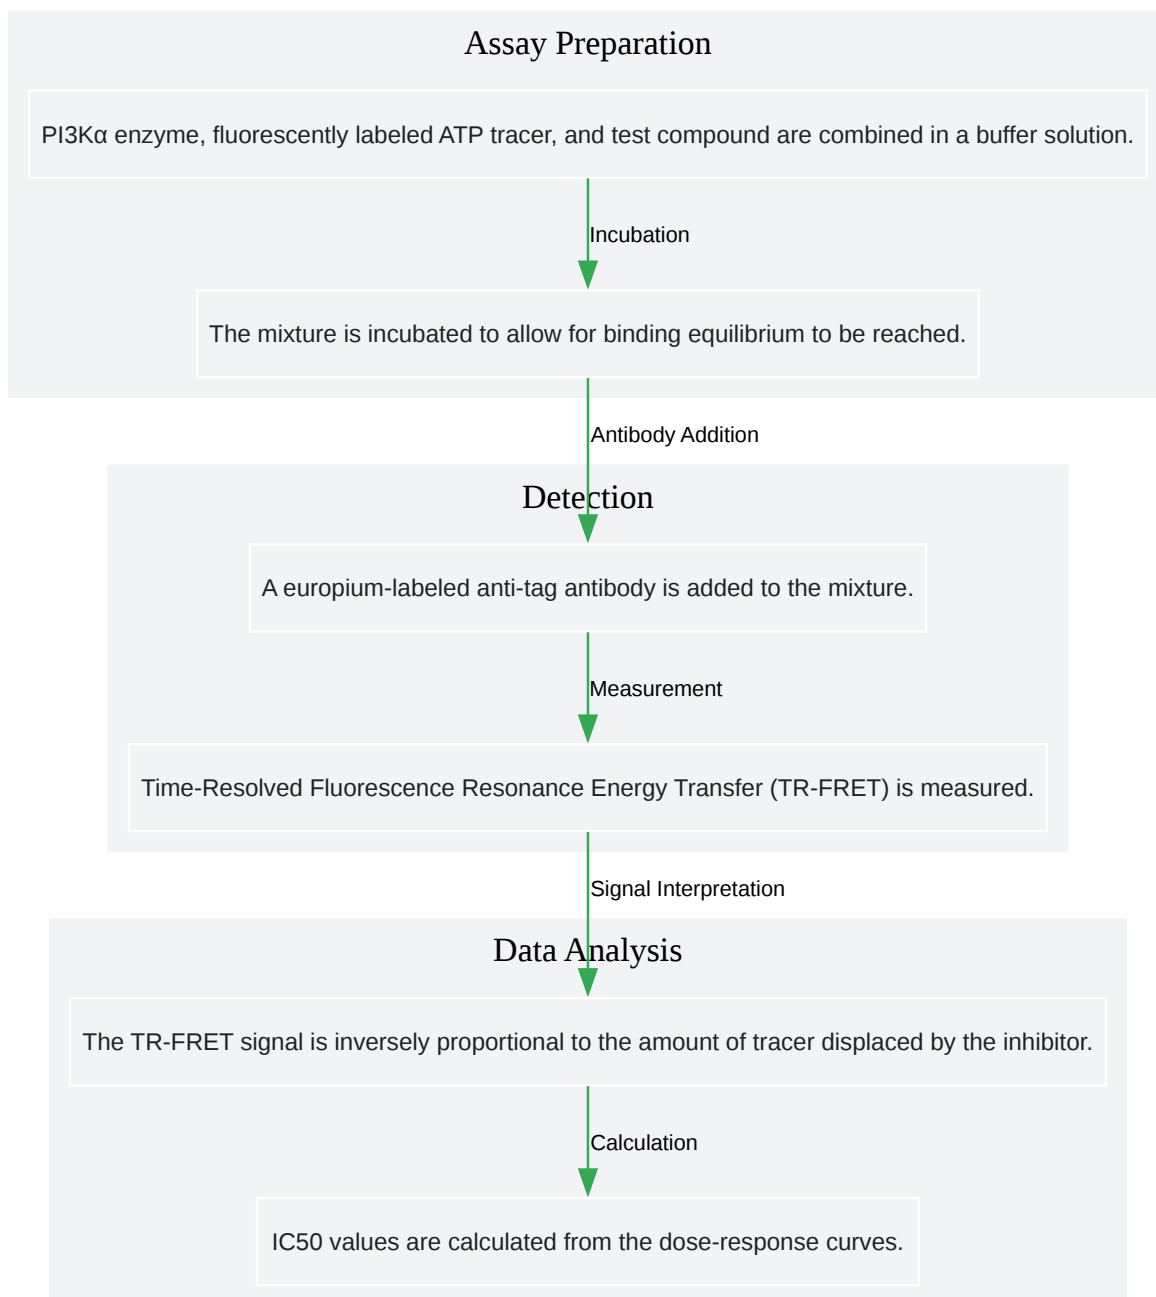 Assay Preparation
PI3Kα enzyme, fluorescently labeled ATP tracer, and test compound are combined in a buffer solution.
Incubation
The mixture is incubated to allow for binding equilibrium to be reached.
Antibody Addition
Detection
A europium-labeled anti-tag antibody is added to the mixture.
Measurement
Time-Resolved Fluorescence Resonance Energy Transfer (TR-FRET) is measured.
Signal Interpretation
Data Analysis
The TR-FRET signal is inversely proportional to the amount of tracer displaced by the inhibitor.
Calculation
IC50 values are calculated from the dose-response curves.